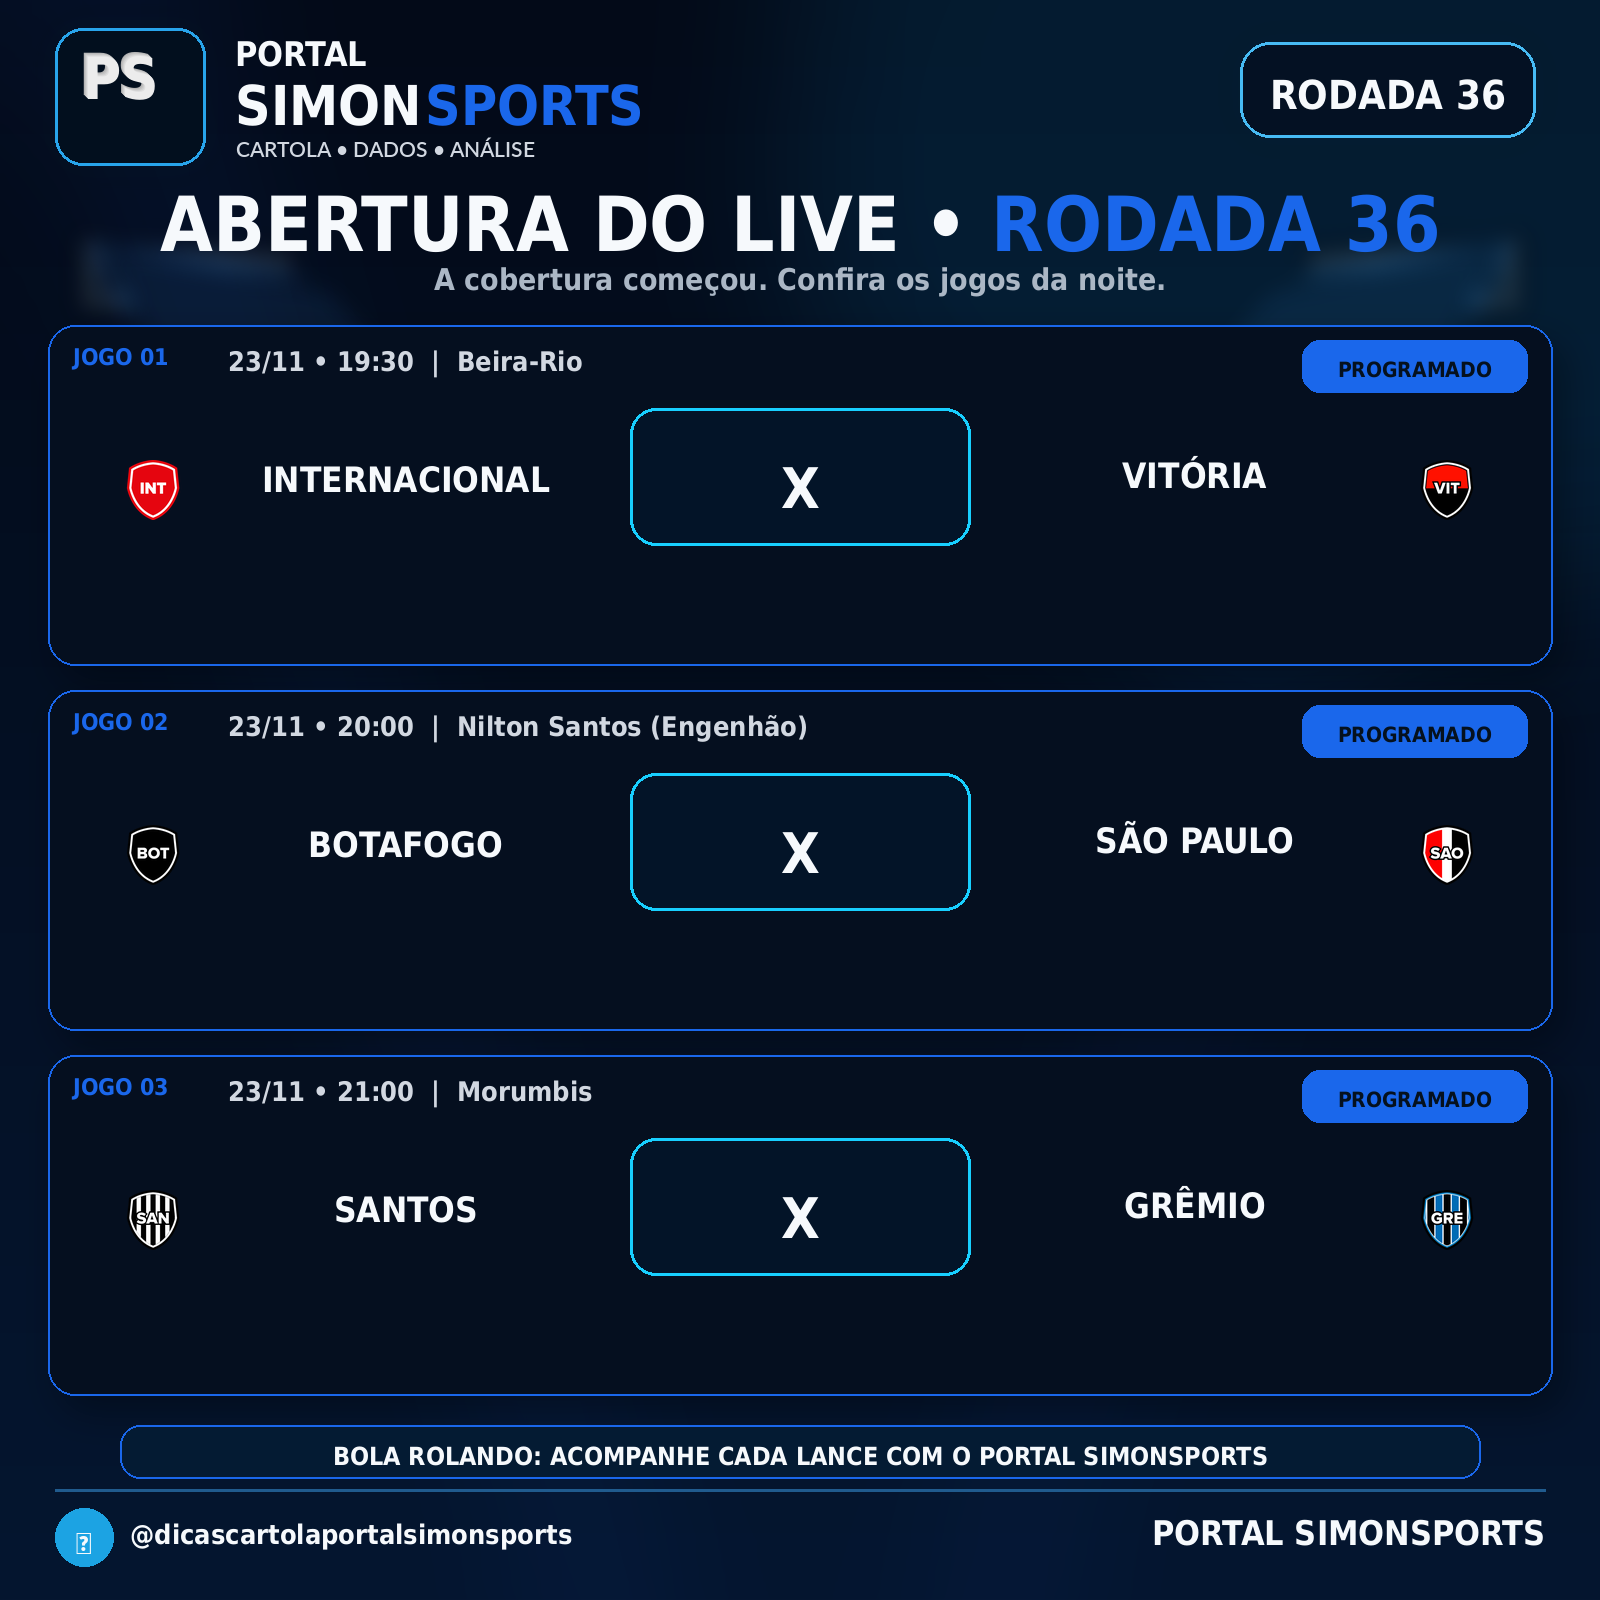 PS
PORTAL
SIMONSPORTS
CARTOLA • DADOS • ANÁLISE
RODADA 36
ABERTURA DO LIVE • RODADA 36
A cobertura começou. Confira os jogos da noite.
JOGO 01 23/11 • 19:30 | Beira-Rio PROGRAMADO
INT INTERNACIONAL X VITÓRIA VIT
JOGO 02 23/11 • 20:00 | Nilton Santos (Engenhão) PROGRAMADO
BOT BOTAFOGO X SÃO PAULO SAO
JOGO 03 23/11 • 21:00 | Morumbis PROGRAMADO
SAN SANTOS X GRÊMIO GRE
BOLA ROLANDO: ACOMPANHE CADA LANCE COM O PORTAL SIMONSPORTS
@dicascartolaportalsimonsports PORTAL SIMONSPORTS